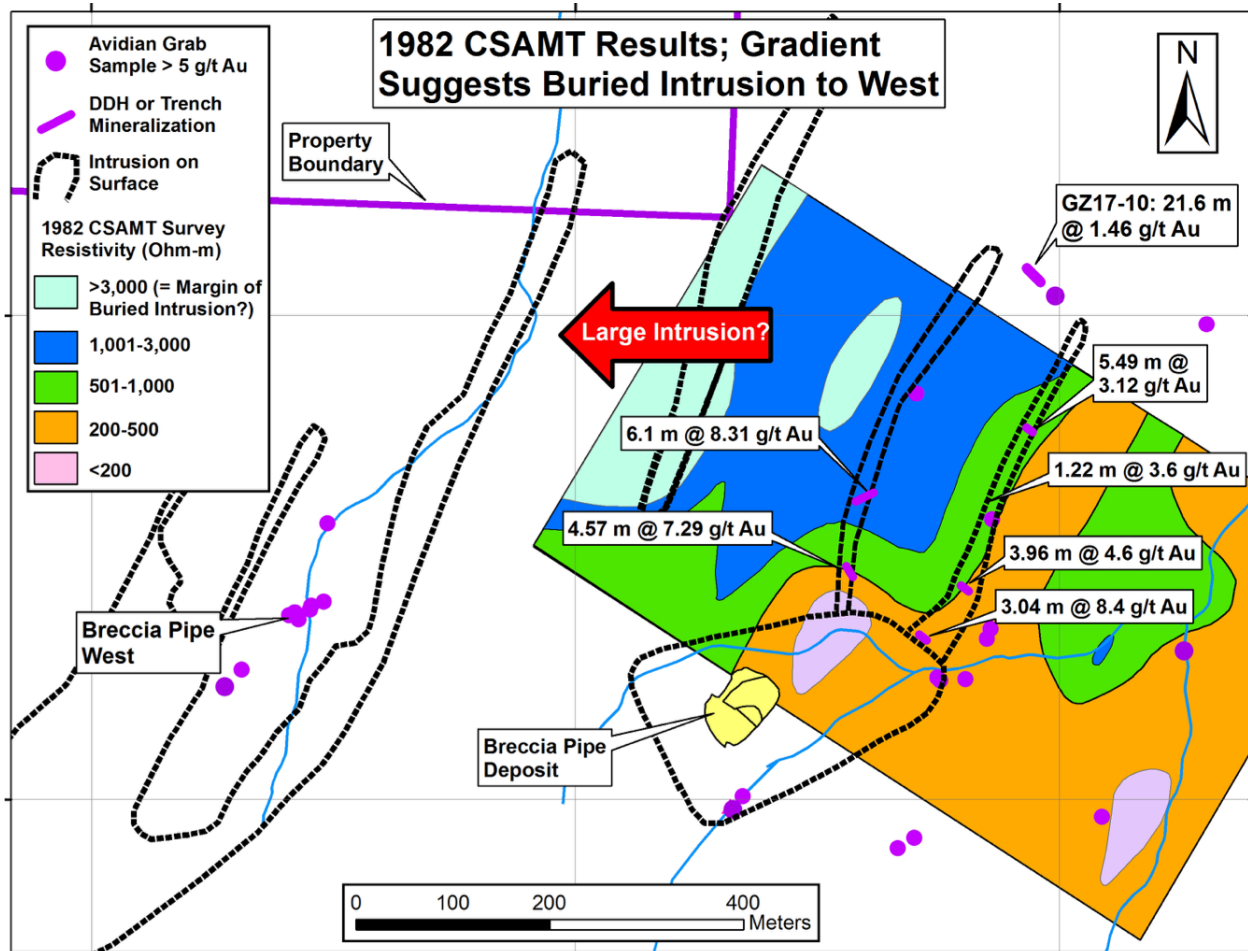 1982 CSAMT Results; Gradient
Suggests Buried Intrusion to West
Avidian Grab
Sample > 5 g/t Au
DDH or Trench
Mineralization
Intrusion on
Surface
1982 CSAMT Survey
Resistivity (Ohm-m)
>3,000 (= Margin of
Buried Intrusion?)
1,001-3,000
501-1,000
200-500
<200
Property
Boundary
N
GZ17-10: 21.6 m
@ 1.46 g/t Au
Large Intrusion?
5.49 m @
3.12 g/t Au
6.1 m @ 8.31 g/t Au
1.22 m @ 3.6 g/t Au
4.57 m @ 7.29 g/t Au
3.96 m @ 4.6 g/t Au
3.04 m @ 8.4 g/t Au
Breccia Pipe
West
Breccia Pipe
Deposit
0 100 200 400
Meters